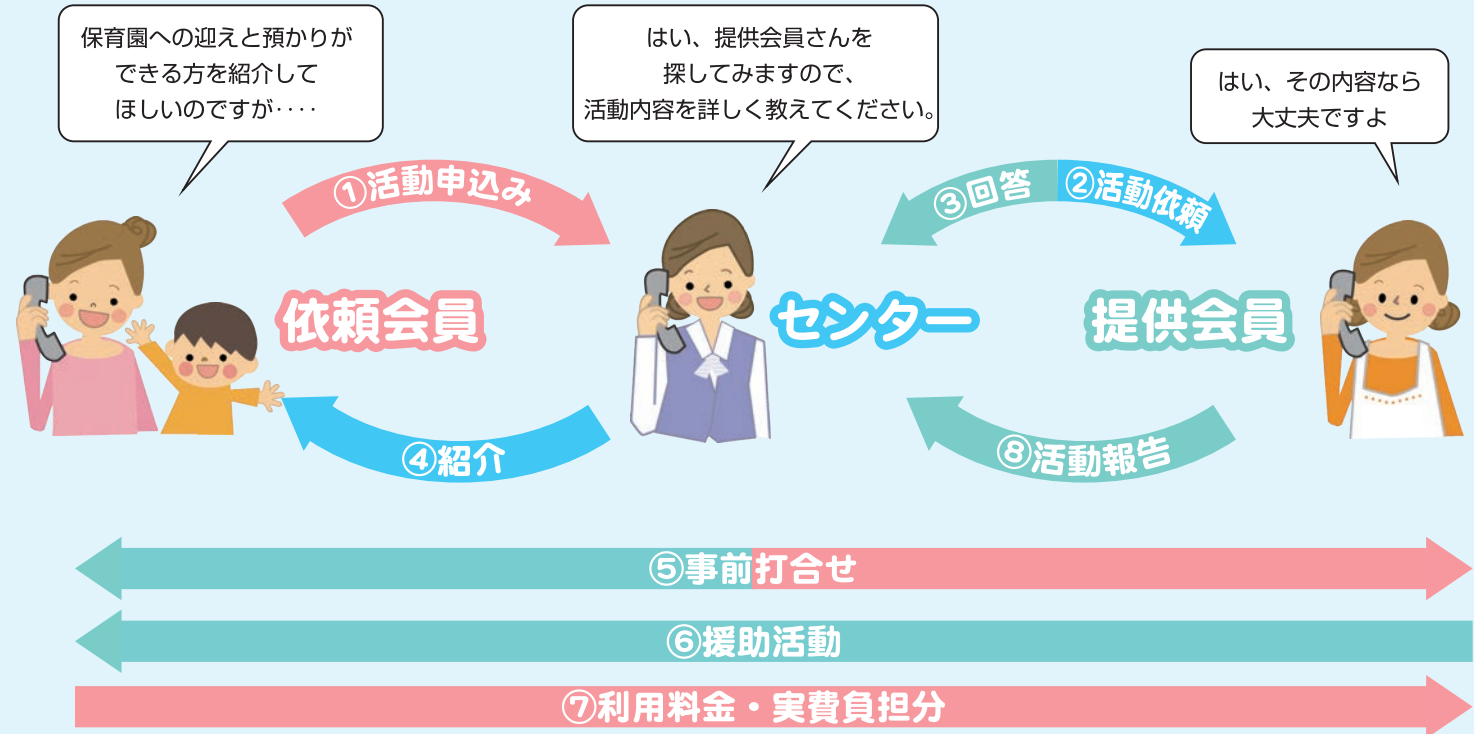 保育園への迎えと預かりが
できる方を紹介して
ほしいのですが‥‥
はい、提供会員さんを
探してみますので、
活動内容を詳しく教えてください。
はい、その内容なら
大丈夫ですよ
①活動申込み
③回答
②活動依頼
依頼会員
センター
提供会員
④紹介
⑧活動報告
⑤事前打合せ
⑥援助活動
⑦利用料金・実費負担分